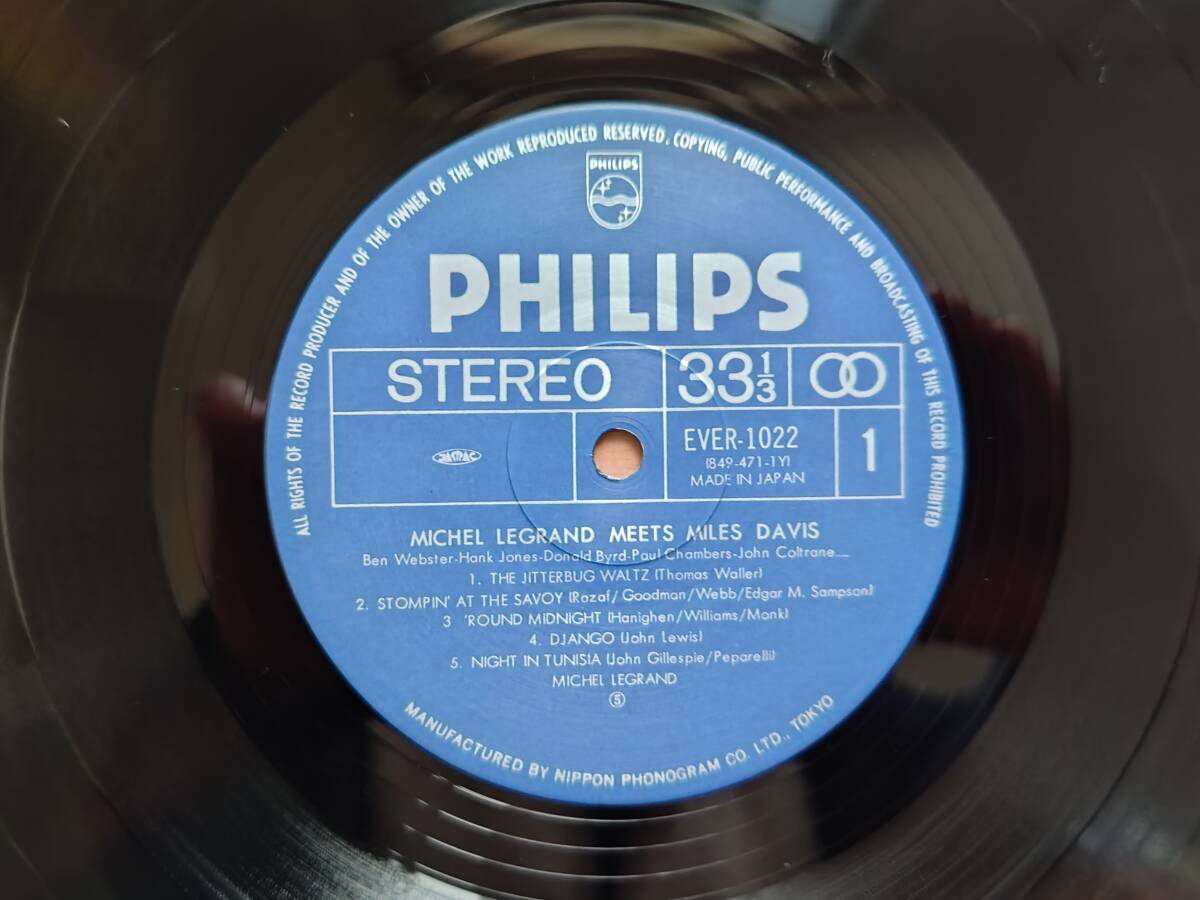 ALL RIGHTS OF THE RECORD PRODUCER AND OF THE OWNER OF THE WORK REPRODUCED RESERVED. COPYING, PUBLIC PERFORMANCE AND BROADCASTING OF THIS RECORD PROHIBITED
PHILIPS
PHILIPS
STEREO
33 1/3
EVER-1022
(849-471-1Y)
MADE IN JAPAN
1
JASRAC
MICHEL LEGRAND MEETS MILES DAVIS
Ben Webster-Hank Jones-Donald Byrd-Paul Chambers-John Coltrane
1. THE JITTERBUG WALTZ (Thomas Waller)
2. STOMPIN' AT THE SAVOY (Razaf/Goodman/Webb/Edgar M. Sampson)
3 'ROUND MIDNIGHT (Hanighen/Williams/Monk)
4. DJANGO (John Lewis)
5. NIGHT IN TUNISIA (John Gillespie/Peparelli)
MICHEL LEGRAND
⑤
MANUFACTURED BY NIPPON PHONOGRAM CO. LTD., TOKYO